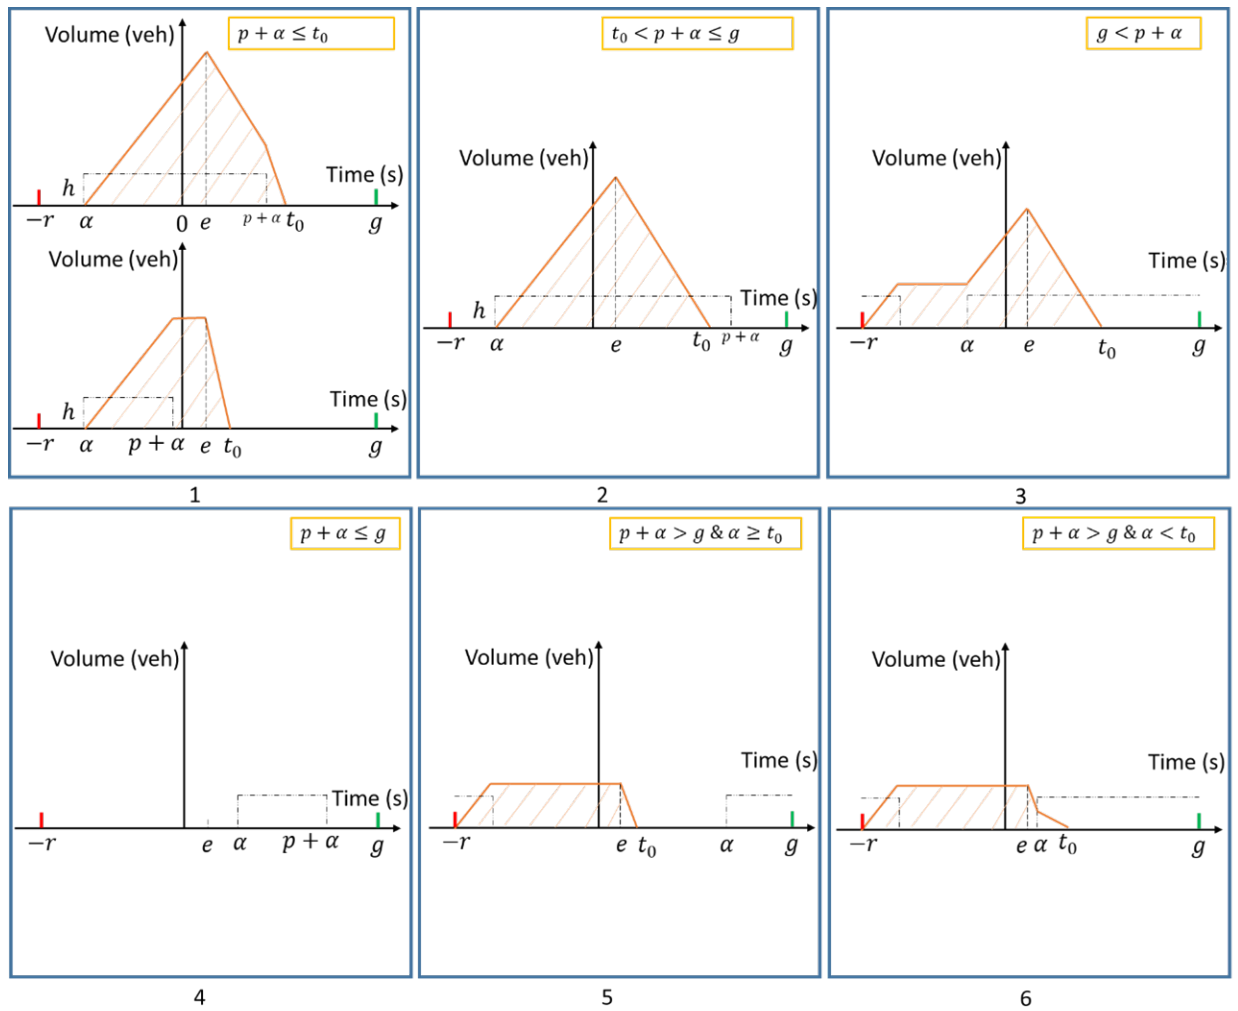 Volume (veh)
p + α ≤ t₀
h
Time (s)
−r α 0 e p + α t₀ g
Volume (veh)
h
Time (s)
−r α p + α e t₀ g
1
t₀ < p + α ≤ g
Volume (veh)
h
Time (s)
−r α e t₀ p + α g
2
g < p + α
Volume (veh)
Time (s)
−r α e t₀ g
3
p + α ≤ g
Volume (veh)
Time (s)
−r e α p + α g
4
p + α > g & α ≥ t₀
Volume (veh)
Time (s)
−r e t₀ α g
5
p + α > g & α < t₀
Volume (veh)
Time (s)
−r e α t₀ g
6